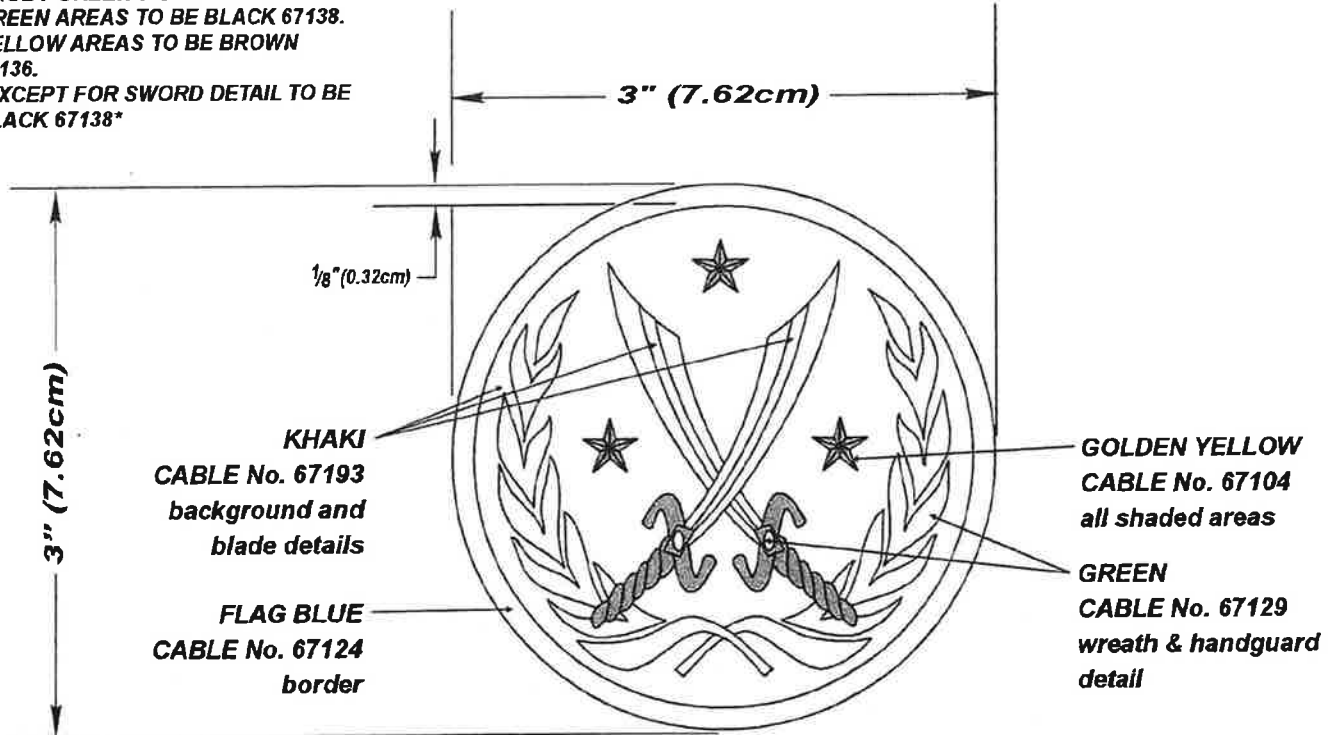 REEN AREAS TO BE BLACK 67138.
ELLOW AREAS TO BE BROWN
136.
XCEPT FOR SWORD DETAIL TO BE
LACK 67138*
3" (7.62cm)
1/8" (0.32cm)
3" (7.62cm)
KHAKI
CABLE No. 67193
background and
blade details
FLAG BLUE
CABLE No. 67124
border
GOLDEN YELLOW
CABLE No. 67104
all shaded areas
GREEN
CABLE No. 67129
wreath & handguard
detail